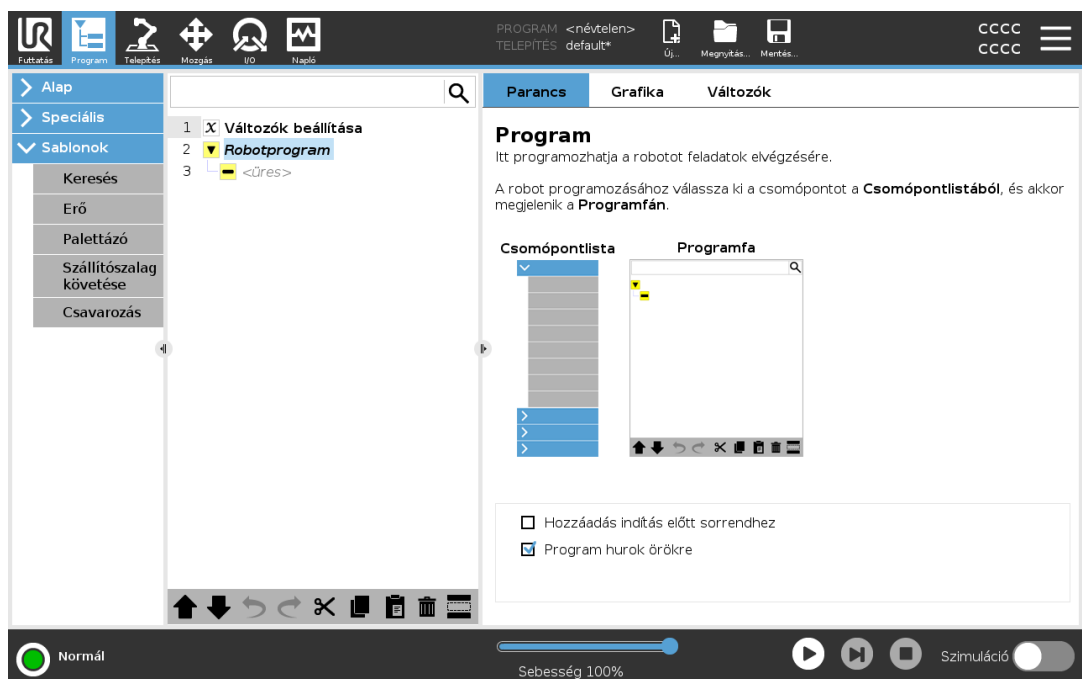 UR
Futtatás
Program
Telepítés
Mozgás
I/O
Napló
PROGRAM <névtelen>
TELEPÍTÉS default*
Új...
Megnyitás...
Mentés...
cccc
cccc
Alap
Speciális
Sablonok
Keresés
Erő
Palettázó
Szállítószalag
követése
Csavarozás
1 x Változók beállítása
2 Robotprogram
3 <üres>
Parancs Grafika Változók
Program
Itt programozhatja a robotot feladatok elvégzésére.
A robot programozásához válassza ki a csomópontot a Csomópontlistából, és akkor
megjelenik a Programfán.
Csomópontlista Programfa
Hozzáadás indítás előtt sorrendhez
Program hurok örökre
Normál
Sebesség 100%
Szimuláció